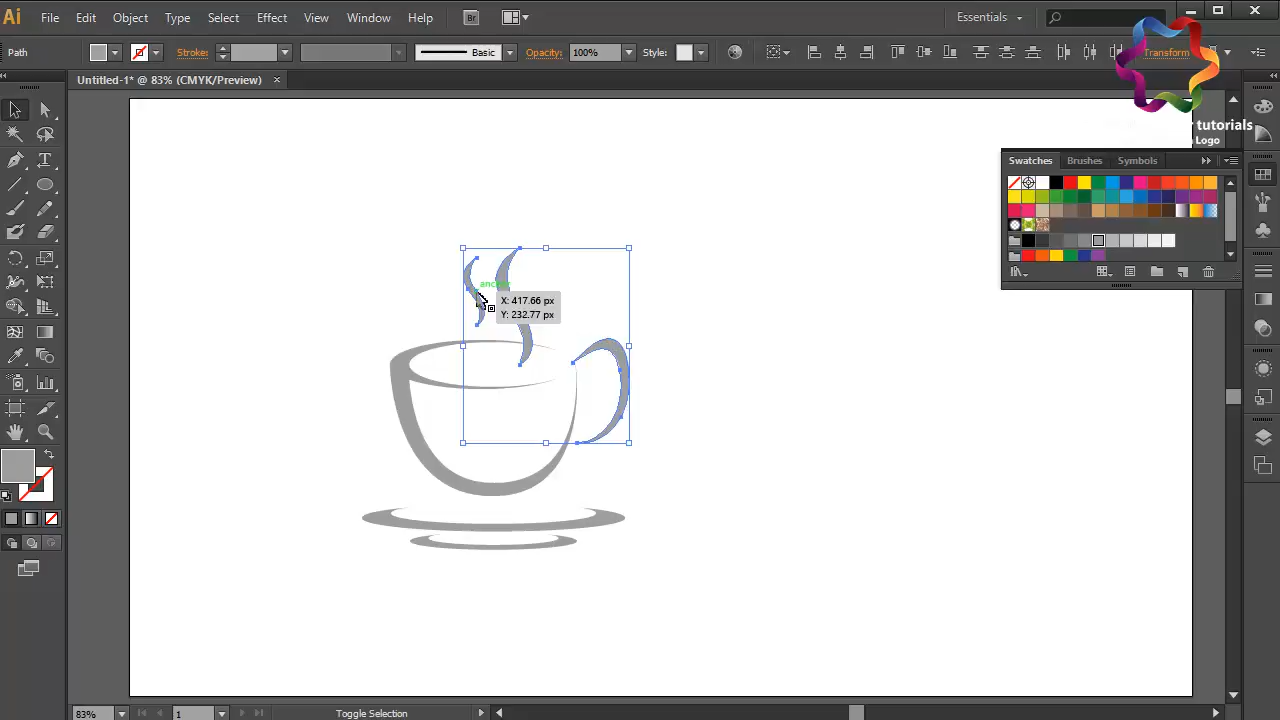 Ai File Edit Object Type Select Effect View Window Help Br Essentials
Path Stroke: Basic Opacity: 100% Style: Transform
Untitled-1* @ 83% (CMYK/Preview)
tutorials
Logo
Swatches Brushes Symbols
anchor
X: 417.66 px
Y: 232.77 px
83% 1 Toggle Selection